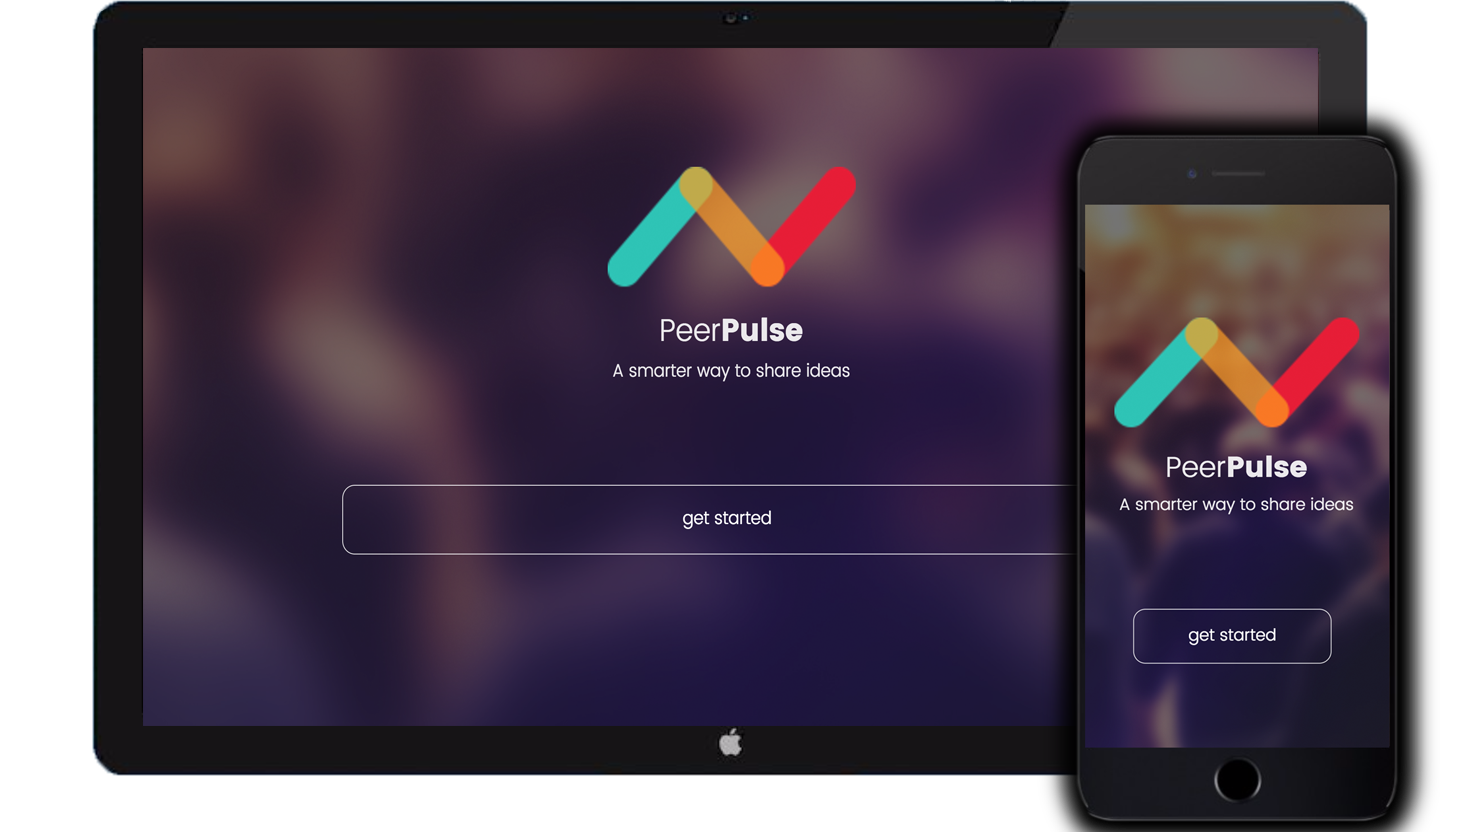 PeerPulse
A smarter way to share ideas
get started
PeerPulse
A smarter way to share ideas
get started